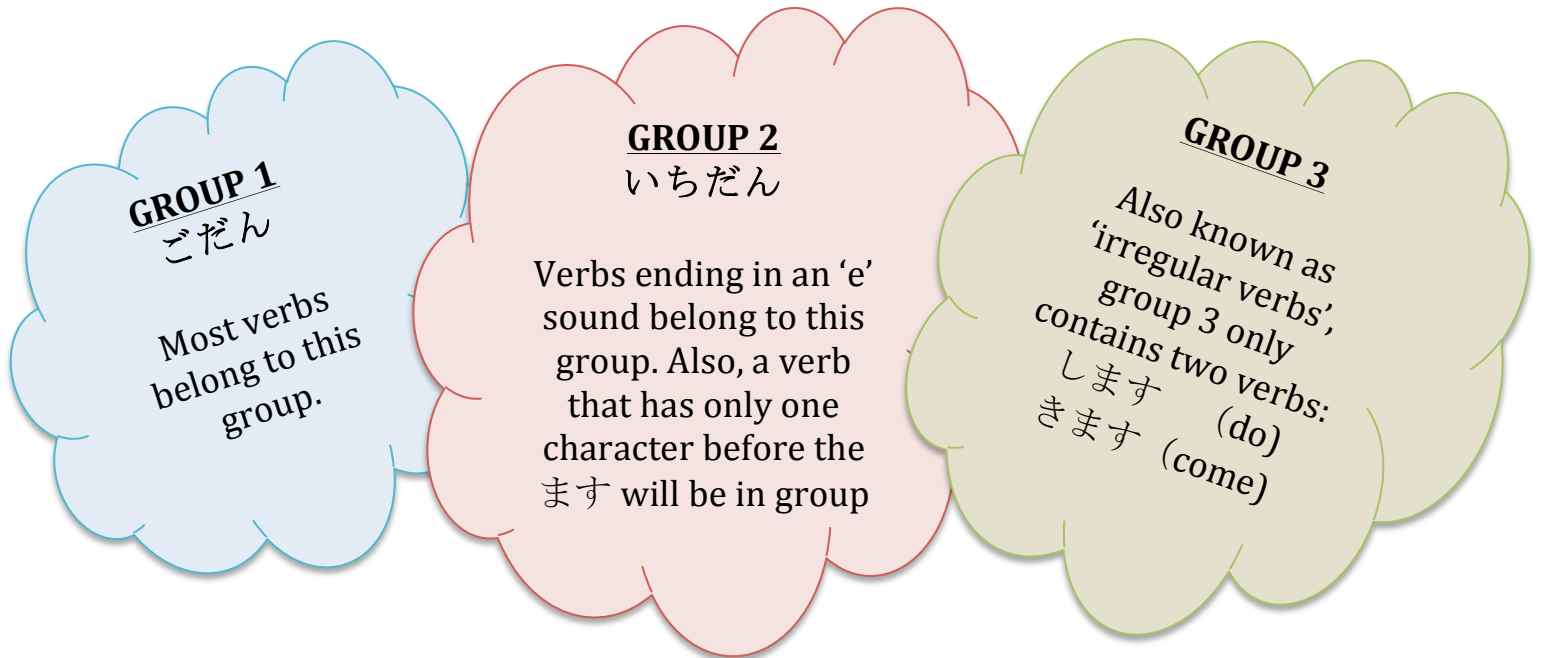 GROUP 1
ごだん
Most verbs
belong to this
group.
GROUP 2
いちだん
Verbs ending in an ‘e’
sound belong to this
group. Also, a verb
that has only one
character before the
ます will be in group
GROUP 3
Also known as
‘irregular verbs’,
group 3 only
contains two verbs:
します (do)
きます (come)